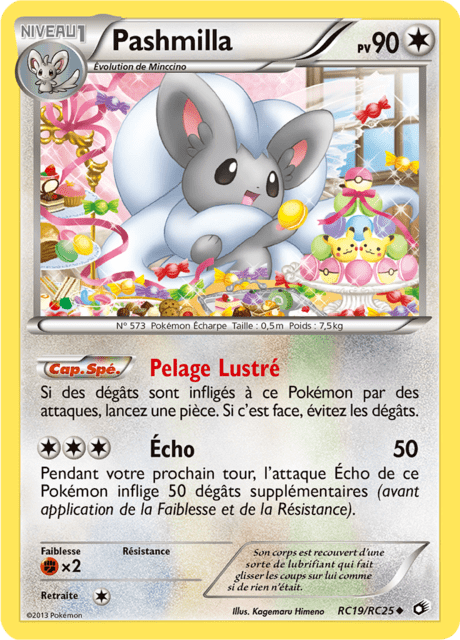 NIVEAU 1
Pashmilla
PV 90
Évolution de Minccino
N° 573 Pokémon Écharpe Taille : 0,5m Poids : 7,5kg
Cap. Spé. Pelage Lustré
Si des dégâts sont infligés à ce Pokémon par des
attaques, lancez une pièce. Si c'est face, évitez les dégâts.
Écho 50
Pendant votre prochain tour, l'attaque Écho de ce
Pokémon inflige 50 dégâts supplémentaires (avant
application de la Faiblesse et de la Résistance).
Faiblesse Résistance
×2
Retraite
Son corps est recouvert d'une
sorte de lubrifiant qui fait
glisser les coups sur lui comme
si de rien n'était.
©2013 Pokémon
Illus. Kagemaru Himeno
RC19/RC25